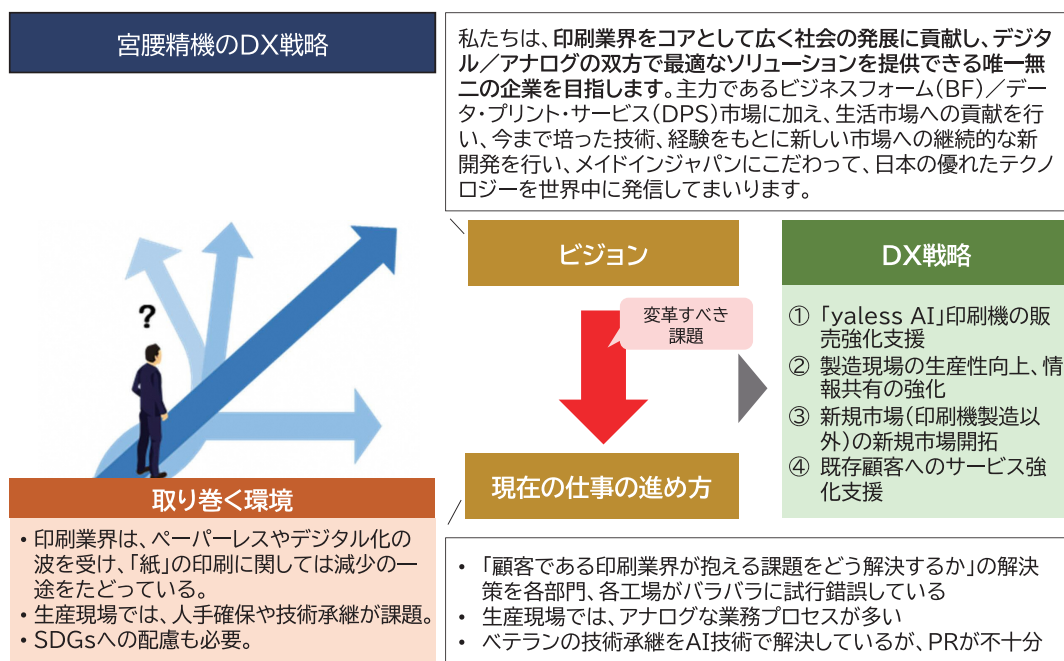 宮腰精機のDX戦略
私たちは、印刷業界をコアとして広く社会の発展に貢献し、デジタ
ル／アナログの双方で最適なソリューションを提供できる唯一無
二の企業を目指します。主力であるビジネスフォーム（BF）／デー
タ・プリント・サービス（DPS）市場に加え、生活市場への貢献を行
い、今まで培った技術、経験をもとに新しい市場への継続的な新
開発を行い、メイドインジャパンにこだわって、日本の優れたテクノ
ロジーを世界中に発信してまいります。
?
ビジョン
変革すべき
課題
現在の仕事の進め方
DX戦略
① 「yaless AI」印刷機の販
売強化支援
② 製造現場の生産性向上、情
報共有の強化
③ 新規市場（印刷機製造以
外）の新規市場開拓
④ 既存顧客へのサービス強
化支援
取り巻く環境
・印刷業界は、ペーパーレスやデジタル化の
波を受け、「紙」の印刷に関しては減少の一
途をたどっている。
・生産現場では、人手確保や技術承継が課題。
・SDGsへの配慮も必要。
・「顧客である印刷業界が抱える課題をどう解決するか」の解決
策を各部門、各工場がバラバラに試行錯誤している
・生産現場では、アナログな業務プロセスが多い
・ベテランの技術承継をAI技術で解決しているが、PRが不十分